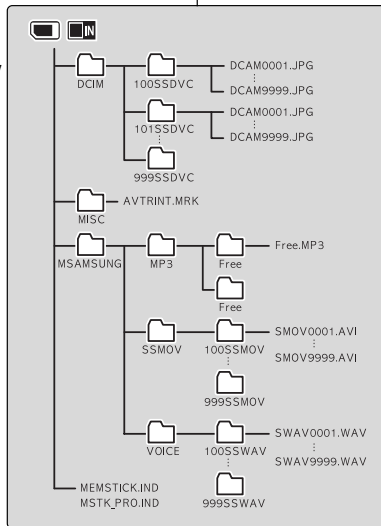 IN
DCIM
100SSDVC
DCAM0001.JPG
DCAM9999.JPG
101SSDVC
DCAM0001.JPG
DCAM9999.JPG
999SSDVC
MISC
AVTRINT.MRK
MSAMSUNG
MP3
Free
Free.MP3
Free
SSMOV
100SSMOV
SMOV0001.AVI
SMOV9999.AVI
999SSMOV
VOICE
100SSWAV
SWAV0001.WAV
SWAV9999.WAV
999SSWAV
MEMSTICK.IND
MSTK_PRO.IND